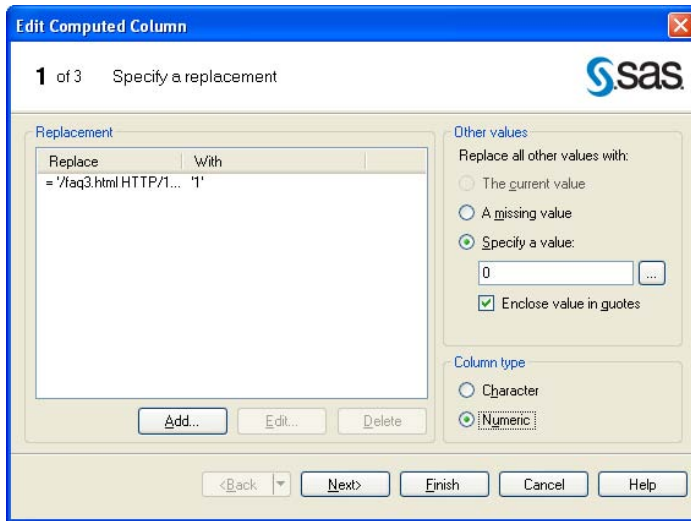 Edit Computed Column
1 of 3 Specify a replacement
sas
Replacement
Replace With
= '/faq3.html HTTP/1... '1'
Add...
Edit...
Delete
Other values
Replace all other values with:
The current value
A missing value
Specify a value:
0
...
Enclose value in quotes
Column type
Character
Numeric
<Back
Next>
Finish
Cancel
Help